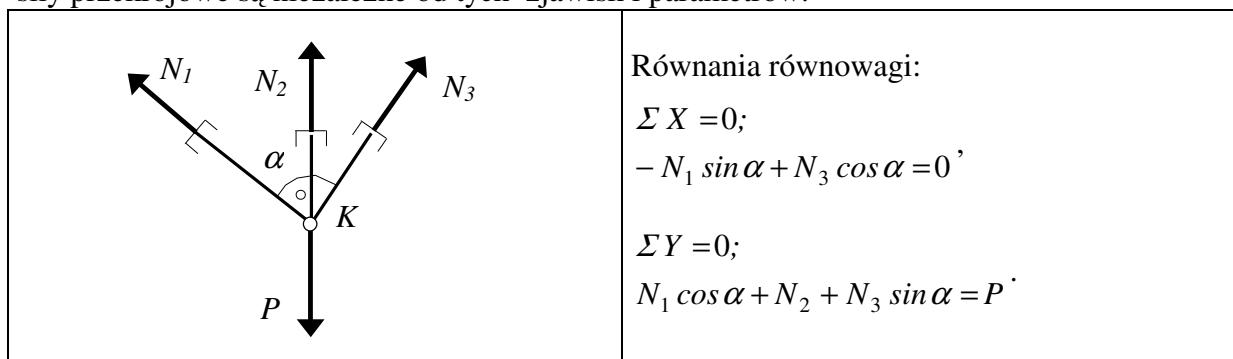 siły przekrojowe są niezależne od tych zjawisk i parametrów.
N1
N2
N3
α
K
P
Równania równowagi:
Σ X =0;
− N1 sin α + N3 cos α = 0 ,
Σ Y =0;
N1 cos α + N2 + N3 sin α = P .